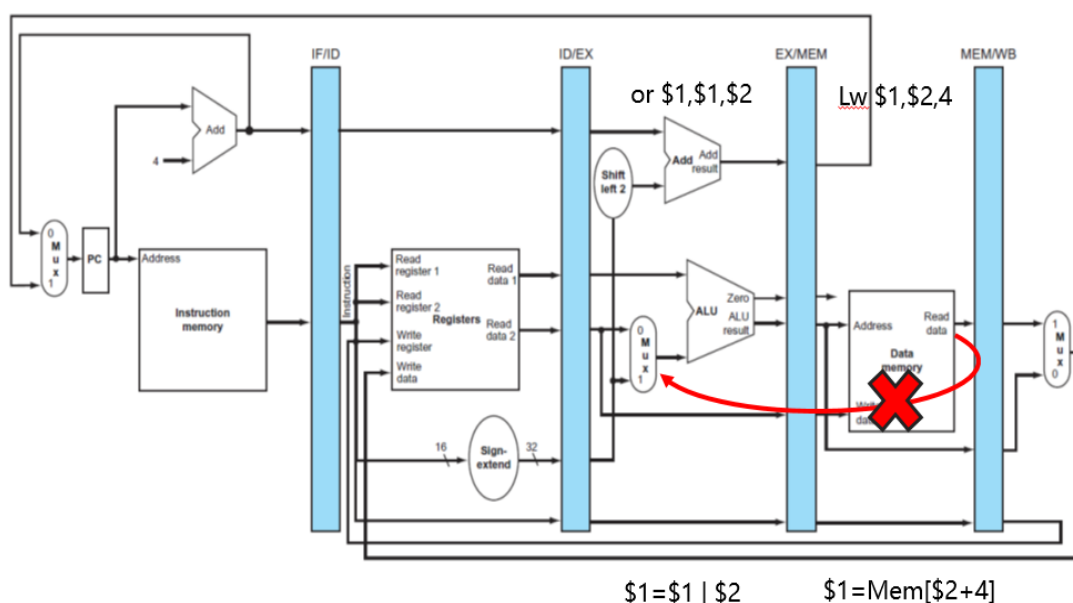 IF/ID
ID/EX
EX/MEM
MEM/WB
or $1,$1,$2
Lw $1,$2,4
Add
4
Shift
left 2
Add
Add
result
0
M
u
x
1
PC
Address
Instruction
memory
Instruction
Read
register 1
Read
register 2
Write
register
Write
data
Registers
Read
data 1
Read
data 2
0
M
u
x
1
Zero
ALU
ALU
result
Address
Read
data
Data
memory
1
M
u
x
0
16
Sign-
extend
32
$1=$1 | $2
$1=Mem[$2+4]